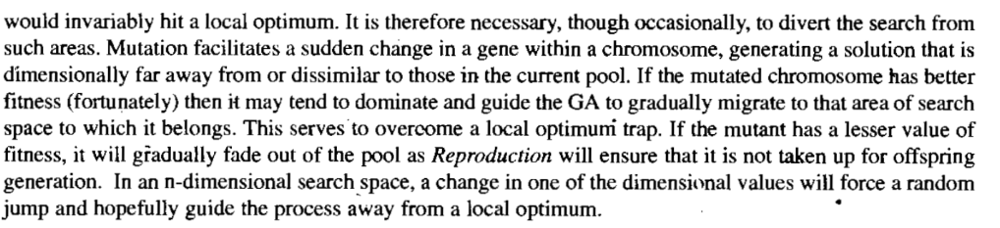 would invariably hit a local optimum. It is therefore necessary, though occasionally, to divert the search from
such areas. Mutation facilitates a sudden change in a gene within a chromosome, generating a solution that is
dimensionally far away from or dissimilar to those in the current pool. If the mutated chromosome has better
fitness (fortunately) then it may tend to dominate and guide the GA to gradually migrate to that area of search
space to which it belongs. This serves to overcome a local optimum trap. If the mutant has a lesser value of
fitness, it will gradually fade out of the pool as Reproduction will ensure that it is not taken up for offspring
generation. In an n-dimensional search space, a change in one of the dimensional values will force a random
jump and hopefully guide the process away from a local optimum.